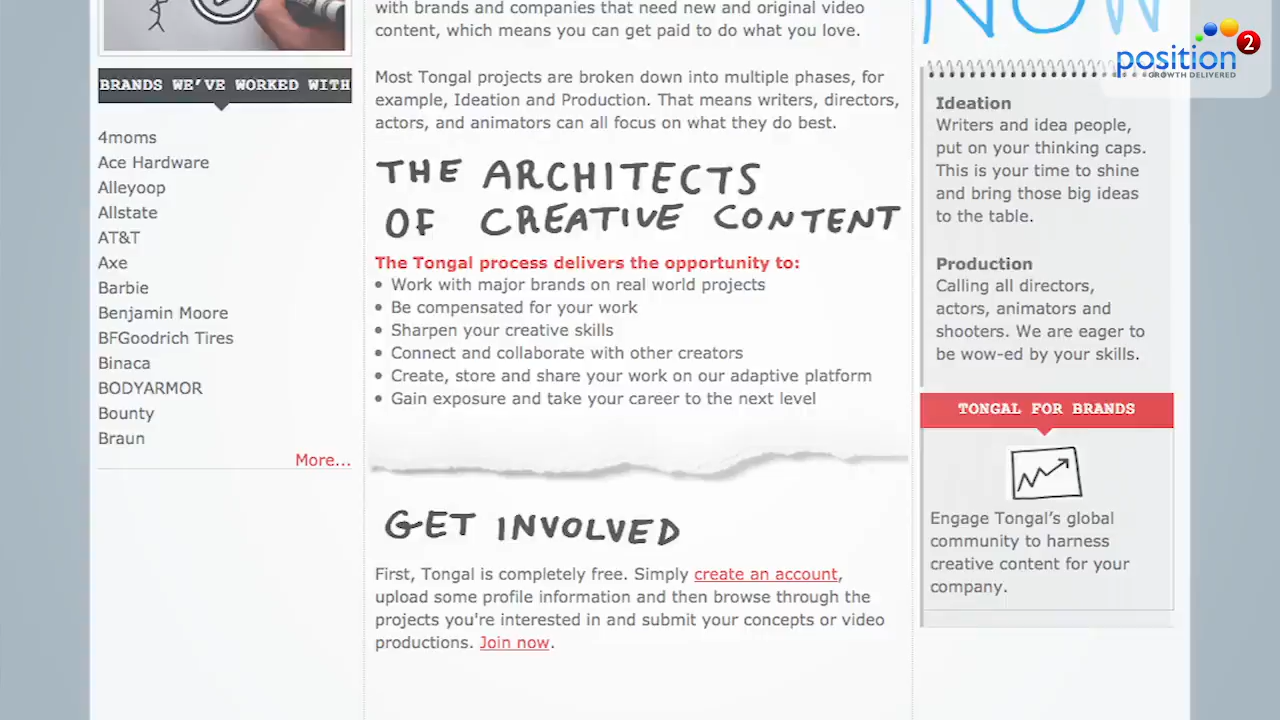 BRANDS WE'VE WORKED WITH
4moms
Ace Hardware
Alleyoop
Allstate
AT&T
Axe
Barbie
Benjamin Moore
BFGoodrich Tires
Binaca
BODYARMOR
Bounty
Braun
More...
with brands and companies that need new and original video
content, which means you can get paid to do what you love.
Most Tongal projects are broken down into multiple phases, for
example, Ideation and Production. That means writers, directors,
actors, and animators can all focus on what they do best.
THE ARCHITECTS
OF CREATIVE CONTENT
The Tongal process delivers the opportunity to:
• Work with major brands on real world projects
• Be compensated for your work
• Sharpen your creative skills
• Connect and collaborate with other creators
• Create, store and share your work on our adaptive platform
• Gain exposure and take your career to the next level
GET INVOLVED
First, Tongal is completely free. Simply create an account,
upload some profile information and then browse through the
projects you're interested in and submit your concepts or video
productions. Join now.
NOW
position2
GROWTH DELIVERED
Ideation
Writers and idea people,
put on your thinking caps.
This is your time to shine
and bring those big ideas
to the table.
Production
Calling all directors,
actors, animators and
shooters. We are eager to
be wow-ed by your skills.
TONGAL FOR BRANDS
Engage Tongal's global
community to harness
creative content for your
company.